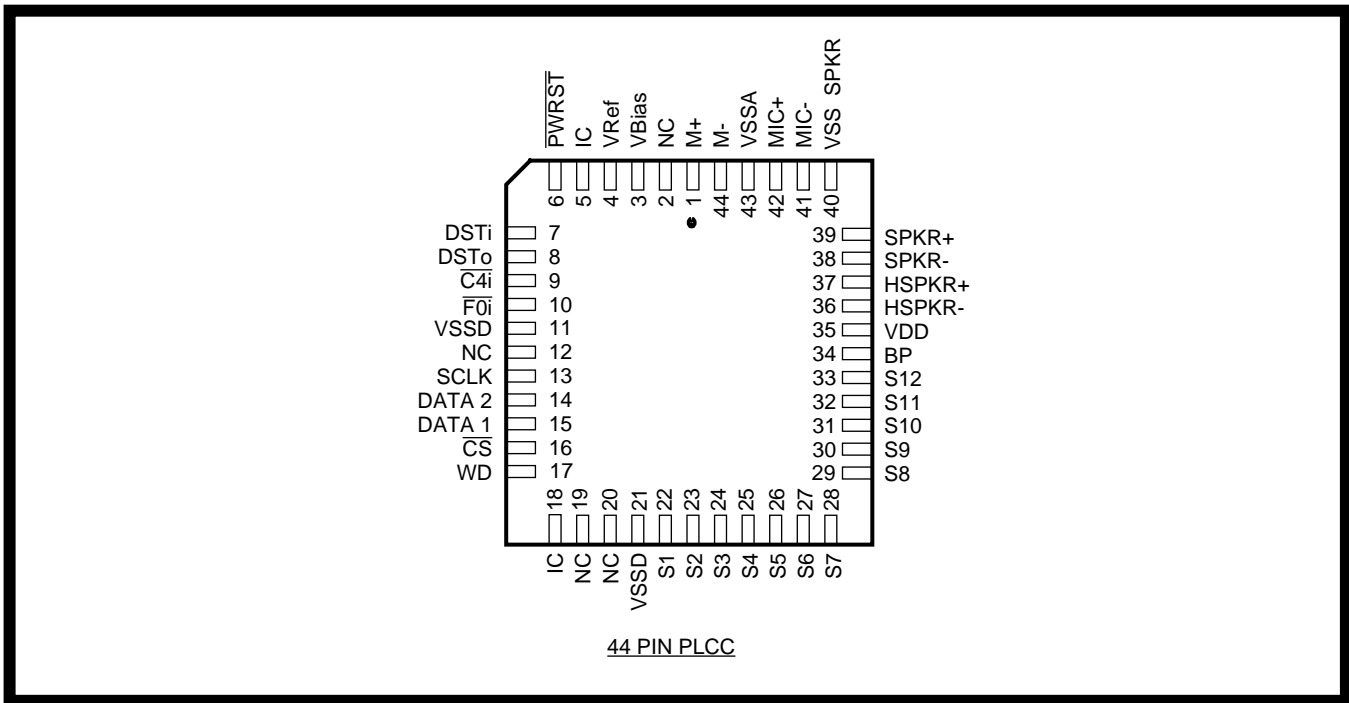 PWRST IC VRef VBias NC M+ M- VSSA MIC+ MIC- VSS SPKR
6 5 4 3 2 1 44 43 42 41 40
DSTi 7
DSTo 8
C4i 9
F0i 10
VSSD 11
NC 12
SCLK 13
DATA 2 14
DATA 1 15
CS 16
WD 17
39 SPKR+
38 SPKR-
37 HSPKR+
36 HSPKR-
35 VDD
34 BP
33 S12
32 S11
31 S10
30 S9
29 S8
18 19 20 21 22 23 24 25 26 27 28
IC NC NC VSSD S1 S2 S3 S4 S5 S6 S7
44 PIN PLCC